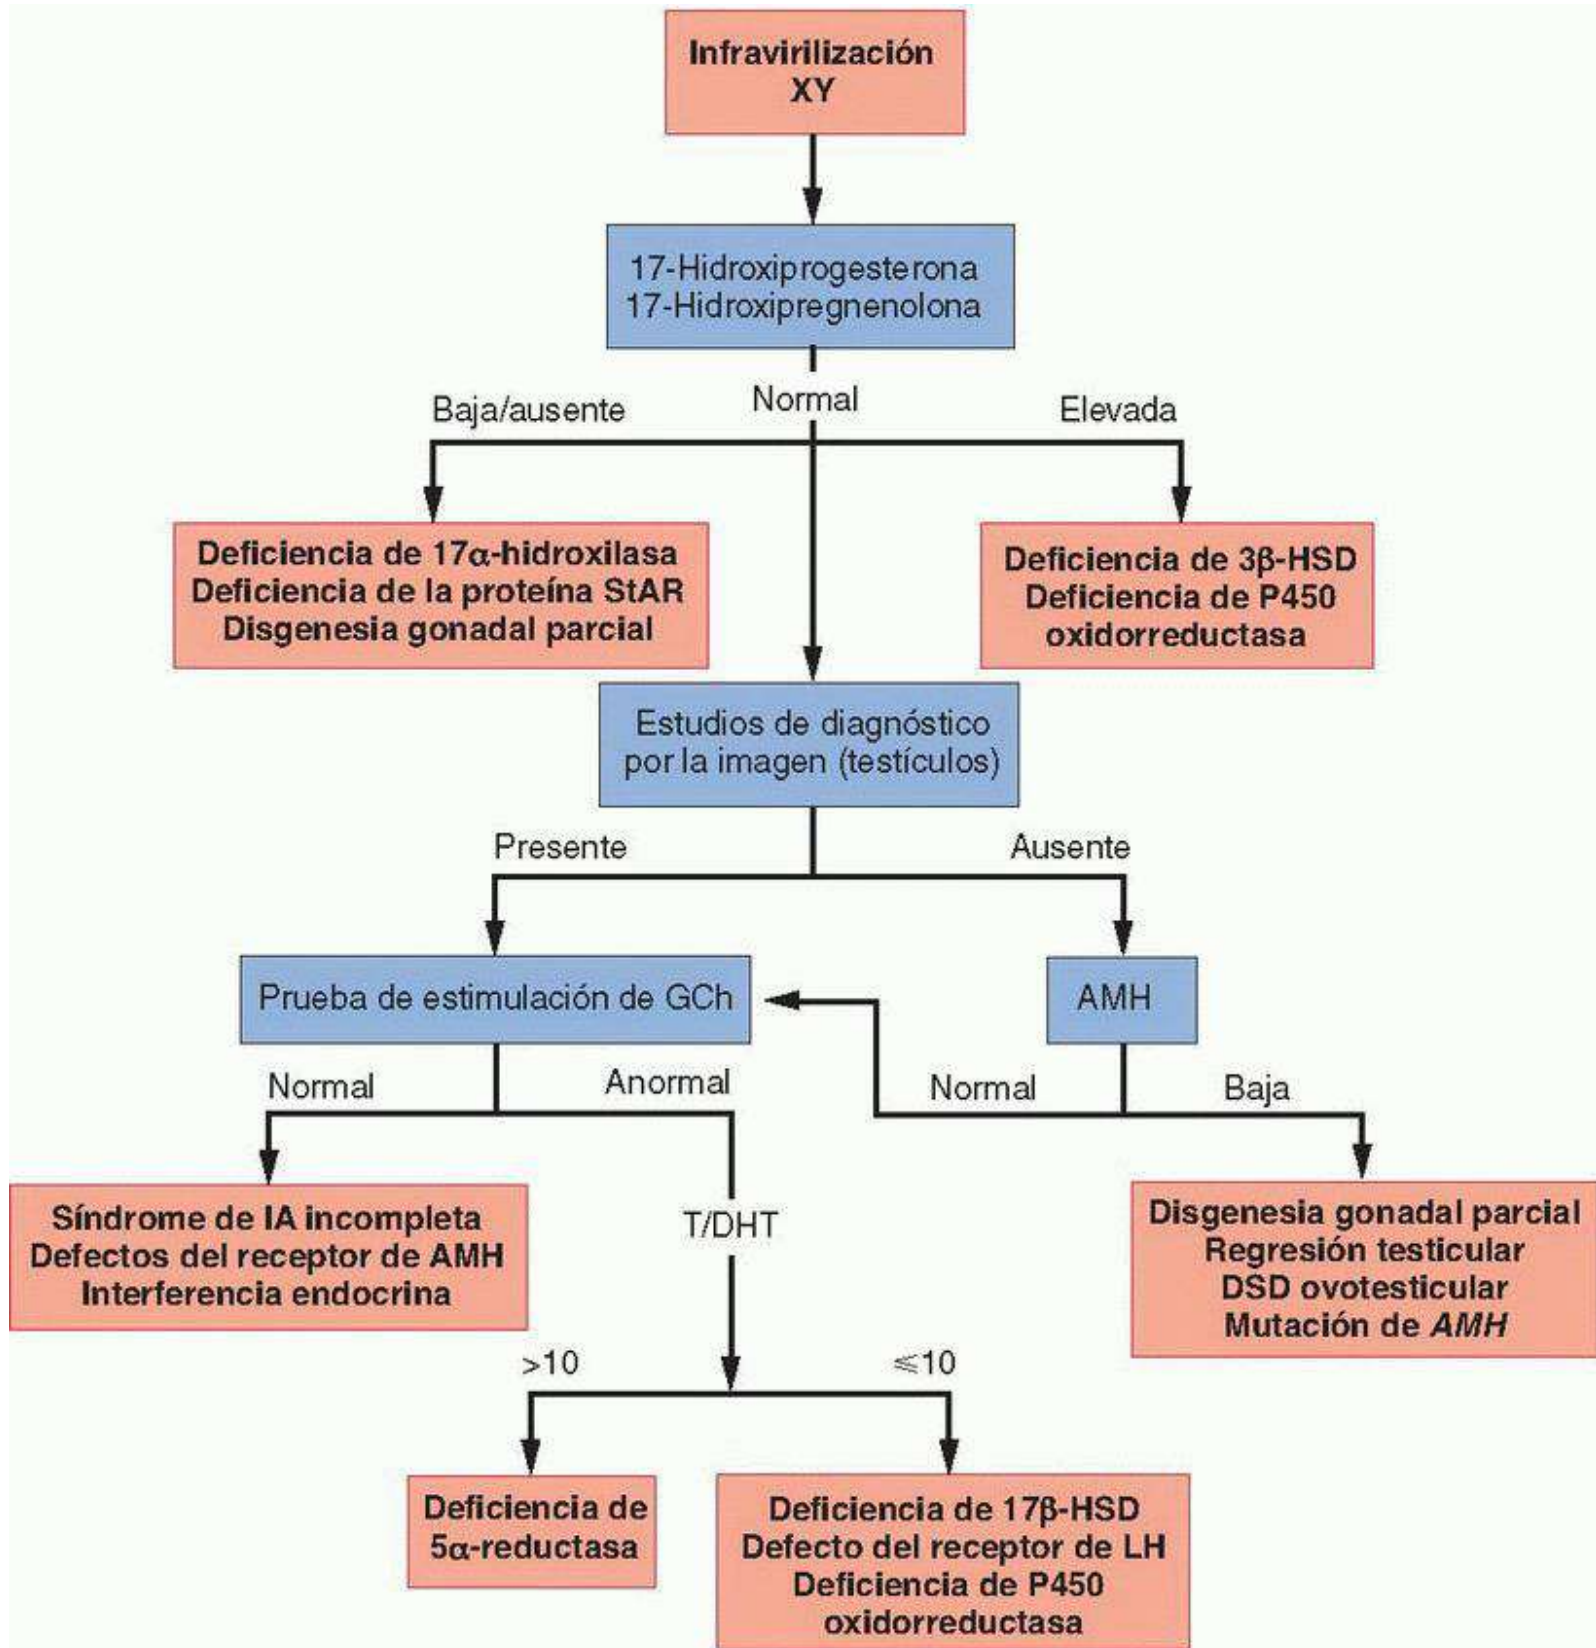 Infravirilización
XY
17-Hidroxiprogesterona
17-Hidroxipregnenolona
Baja/ausente
Normal
Elevada
Deficiencia de 17α-hidroxilasa
Deficiencia de la proteína StAR
Disgenesia gonadal parcial
Deficiencia de 3β-HSD
Deficiencia de P450
oxidorreductasa
Estudios de diagnóstico
por la imagen (testículos)
Presente
Ausente
Prueba de estimulación de GCh
AMH
Normal
Anormal
Normal
Baja
Síndrome de IA incompleta
Defectos del receptor de AMH
Interferencia endocrina
T/DHT
Disgenesia gonadal parcial
Regresión testicular
DSD ovotesticular
Mutación de AMH
>10
≤10
Deficiencia de
5α-reductasa
Deficiencia de 17β-HSD
Defecto del receptor de LH
Deficiencia de P450
oxidorreductasa